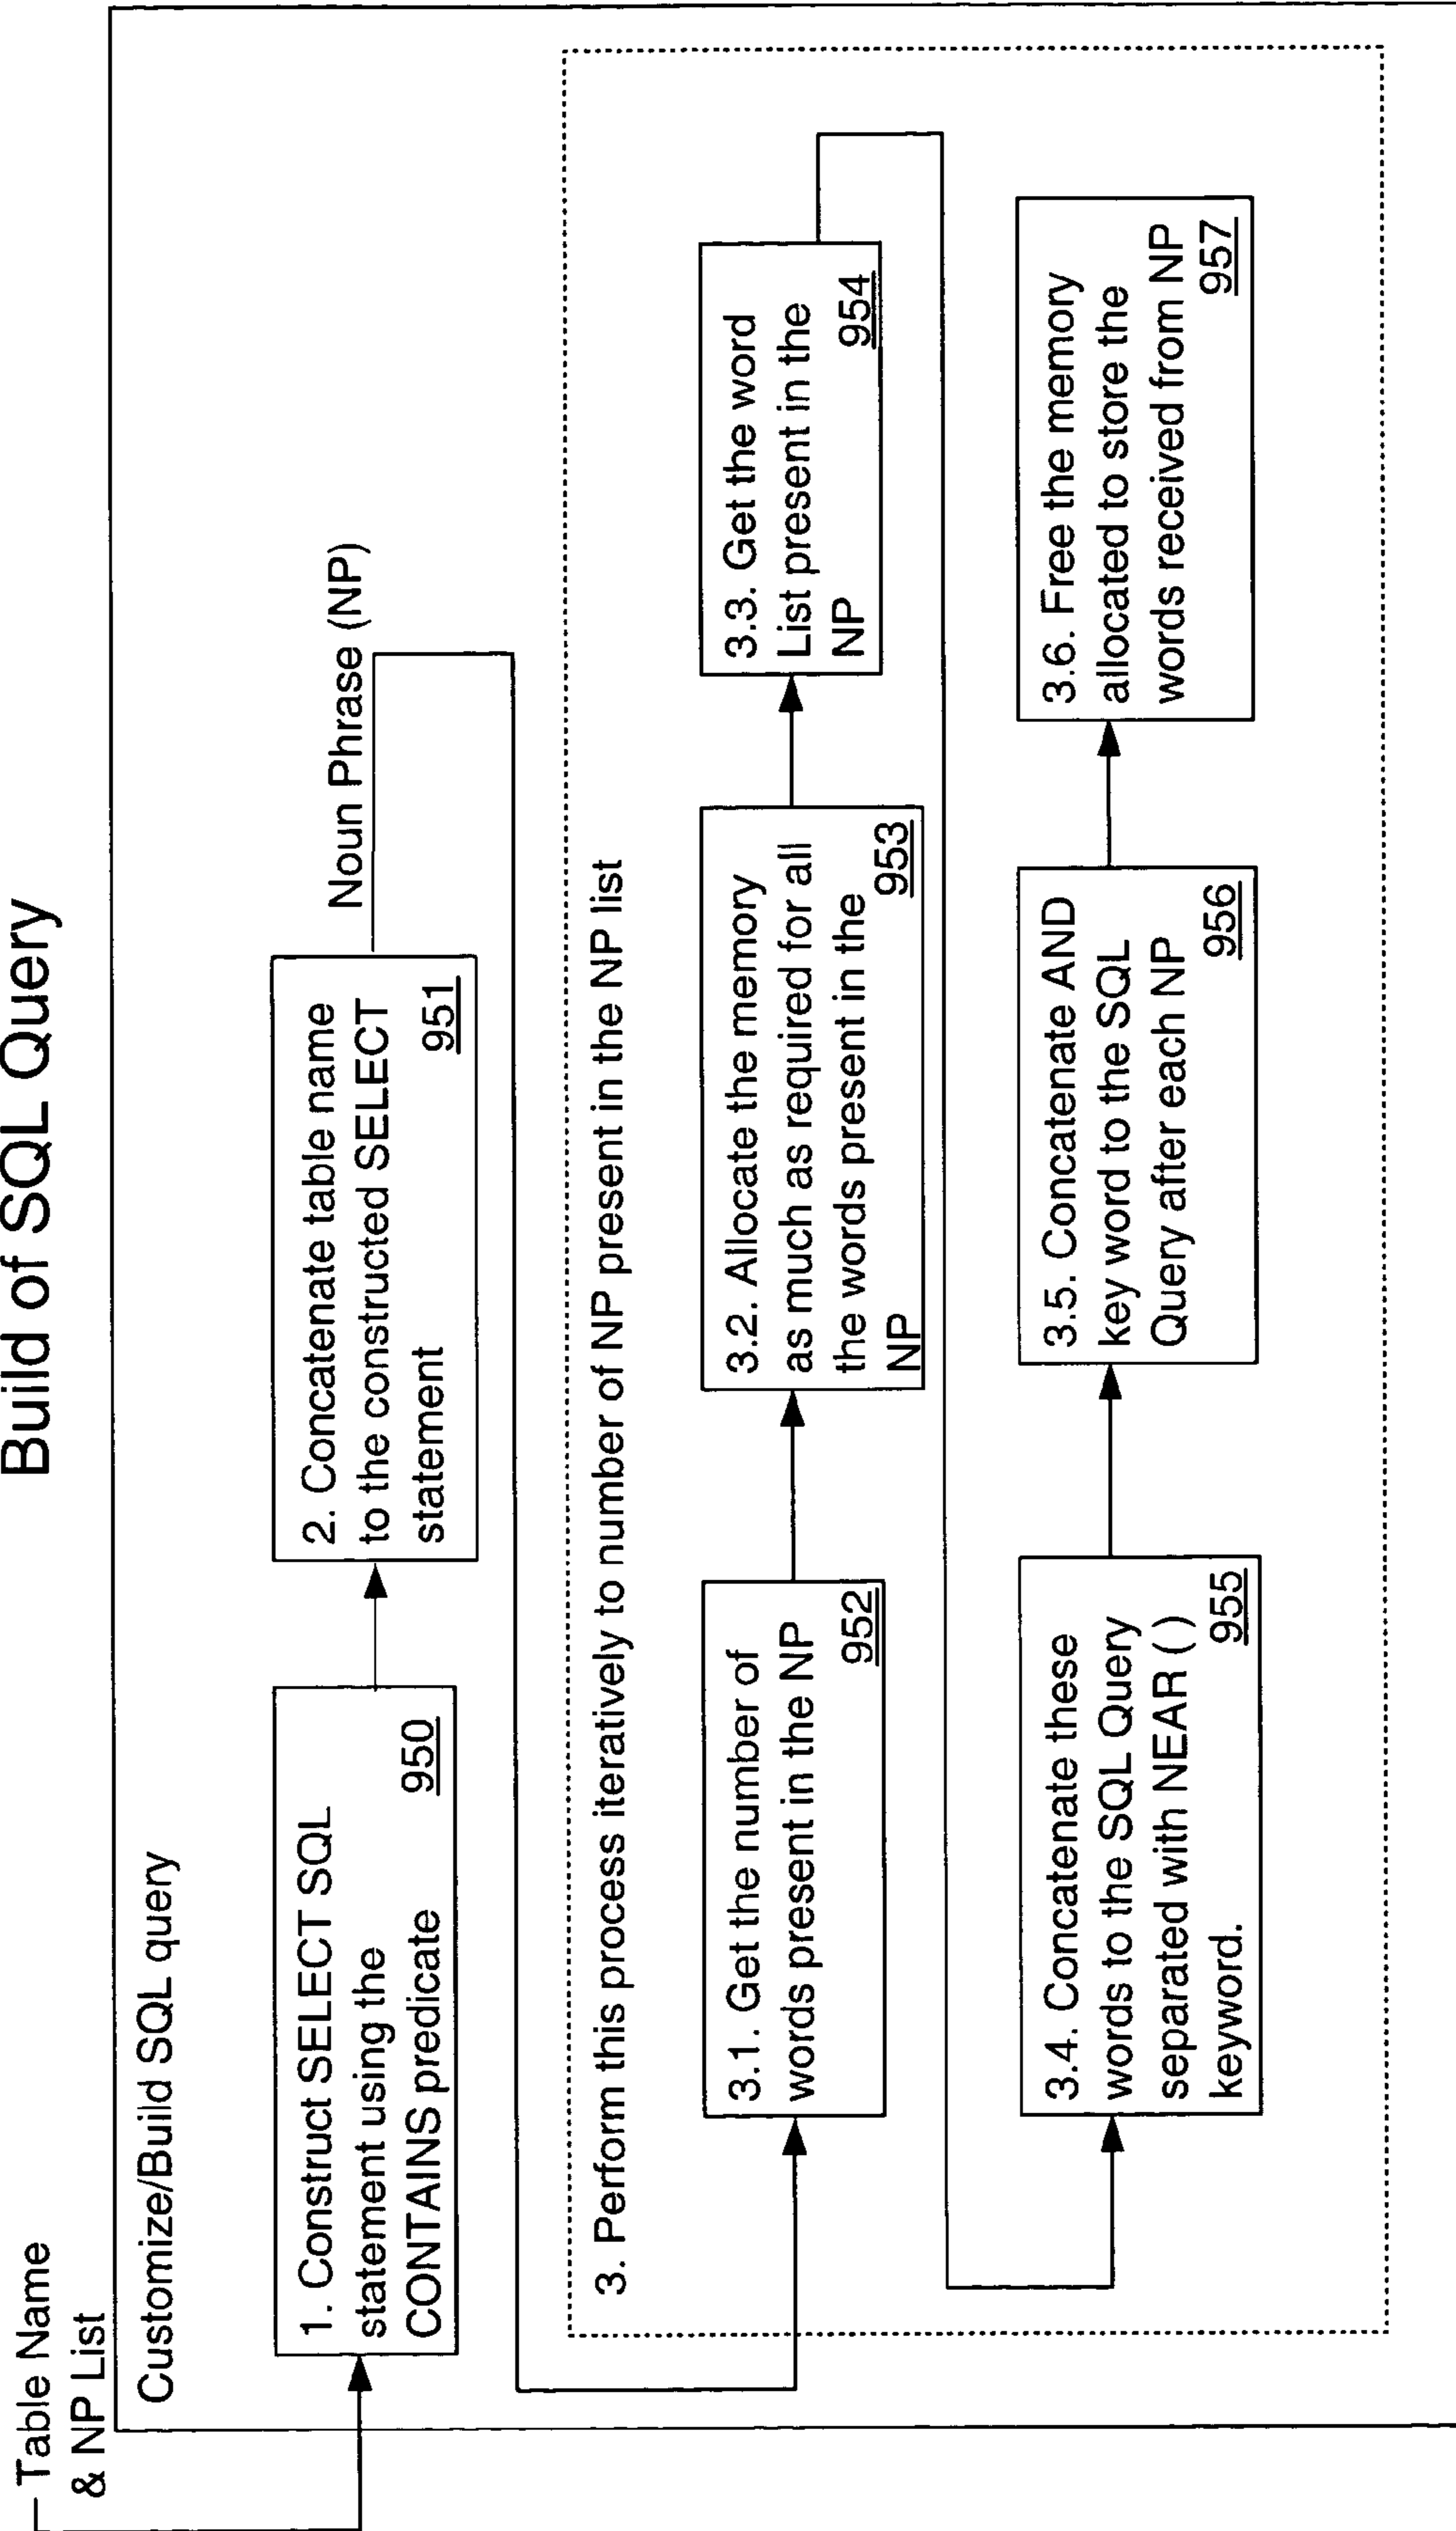 Build of SQL Query
Table Name
& NP List
Customize/Build SQL query
1. Construct SELECT SQL
statement using the
CONTAINS predicate
950
2. Concatenate table name
to the constructed SELECT
statement
951
Noun Phrase (NP)
3. Perform this process iteratively to number of NP present in the NP list
3.1. Get the number of
words present in the NP
952
3.2. Allocate the memory
as much as required for all
the words present in the
NP
953
3.3. Get the word
List present in the
NP
954
3.4. Concatenate these
words to the SQL Query
separated with NEAR ( )
keyword.
955
3.5. Concatenate AND
key word to the SQL
Query after each NP
956
3.6. Free the memory
allocated to store the
words received from NP
957